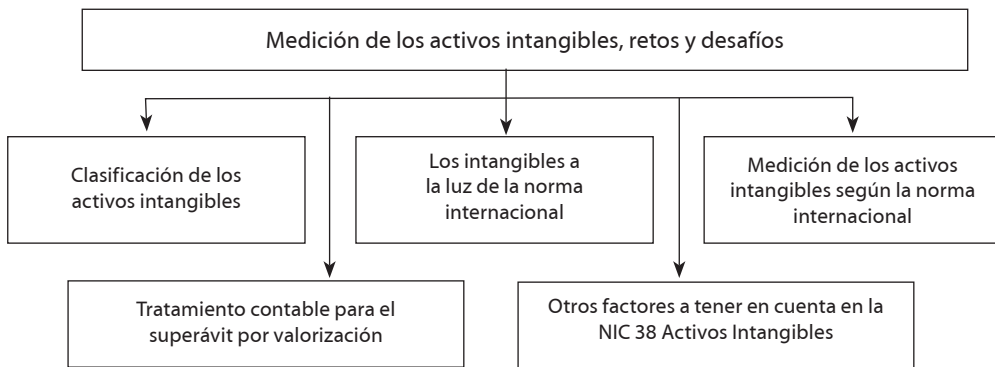 Medición de los activos intangibles, retos y desafíos
Clasificación de los
activos intangibles
Los intangibles a
la luz de la norma
internacional
Medición de los activos
intangibles según la norma
internacional
Tratamiento contable para el
superávit por valorización
Otros factores a tener en cuenta en la
NIC 38 Activos Intangibles